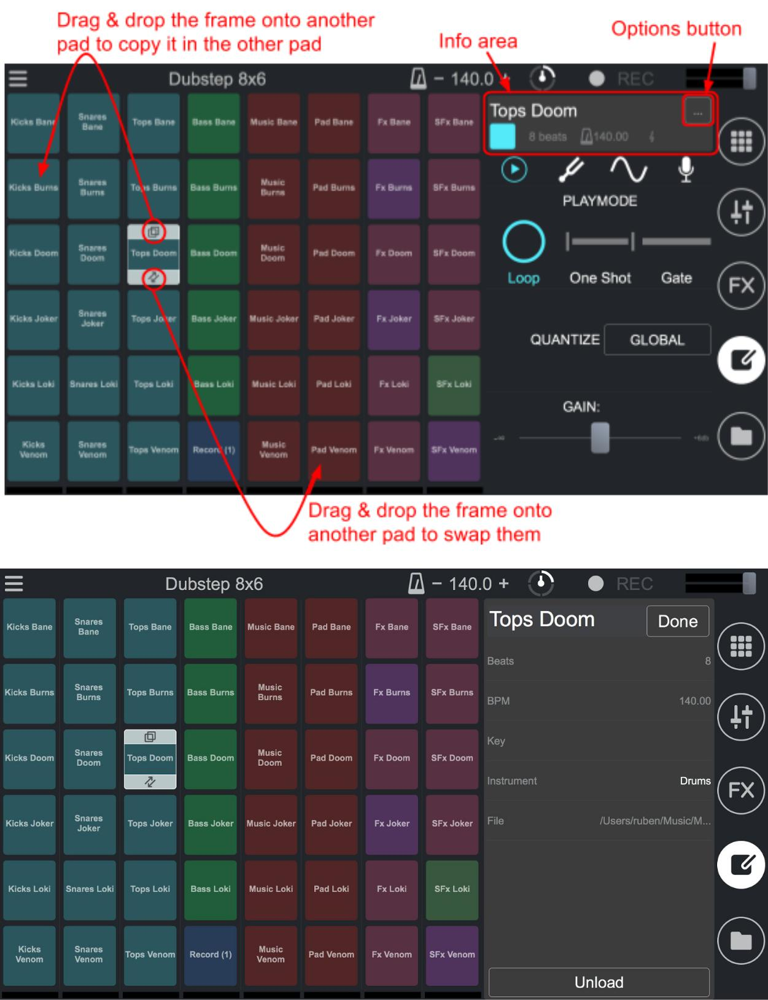 Drag & drop the frame onto another
pad to copy it in the other pad
Info area
Options button
Dubstep 8x6
− 140.0 +
REC
Kicks Bane
Snares
Bane
Tops Bane
Bass Bane
Music Bane
Pad Bane
Fx Bane
SFx Bane
Tops Doom
...
8 beats
140.00
Kicks Burns
Snares
Burns
Tops Burns
Bass Burns
Music
Burns
Pad Burns
Fx Burns
SFx Burns
PLAYMODE
Kicks Doom
Snares
Doom
Tops Doom
Bass Doom
Music
Doom
Pad Doom
Fx Doom
SFx Doom
Loop
One Shot
Gate
FX
Kicks Joker
Snares
Joker
Tops Joker
Bass Joker
Music Joker
Pad Joker
Fx Joker
SFx Joker
QUANTIZE
GLOBAL
Kicks Loki
Snares Loki
Tops Loki
Bass Loki
Music Loki
Pad Loki
Fx Loki
SFx Loki
GAIN:
Kicks
Venom
Snares
Venom
Tops Venom
Record (1)
Music
Venom
Pad Venom
Fx Venom
SFx Venom
-∞
+6db
Drag & drop the frame onto
another pad to swap them
Dubstep 8x6
− 140.0 +
REC
Kicks Bane
Snares
Bane
Tops Bane
Bass Bane
Music Bane
Pad Bane
Fx Bane
SFx Bane
Tops Doom
Done
Beats
8
Kicks Burns
Snares
Burns
Tops Burns
Bass Burns
Music
Burns
Pad Burns
Fx Burns
SFx Burns
BPM
140.00
Key
Kicks Doom
Snares
Doom
Tops Doom
Bass Doom
Music
Doom
Pad Doom
Fx Doom
SFx Doom
Instrument
Drums
FX
Kicks Joker
Snares
Joker
Tops Joker
Bass Joker
Music Joker
Pad Joker
Fx Joker
SFx Joker
File
/Users/ruben/Music/M...
Kicks Loki
Snares Loki
Tops Loki
Bass Loki
Music Loki
Pad Loki
Fx Loki
SFx Loki
Kicks
Venom
Snares
Venom
Tops Venom
Record (1)
Music
Venom
Pad Venom
Fx Venom
SFx Venom
Unload